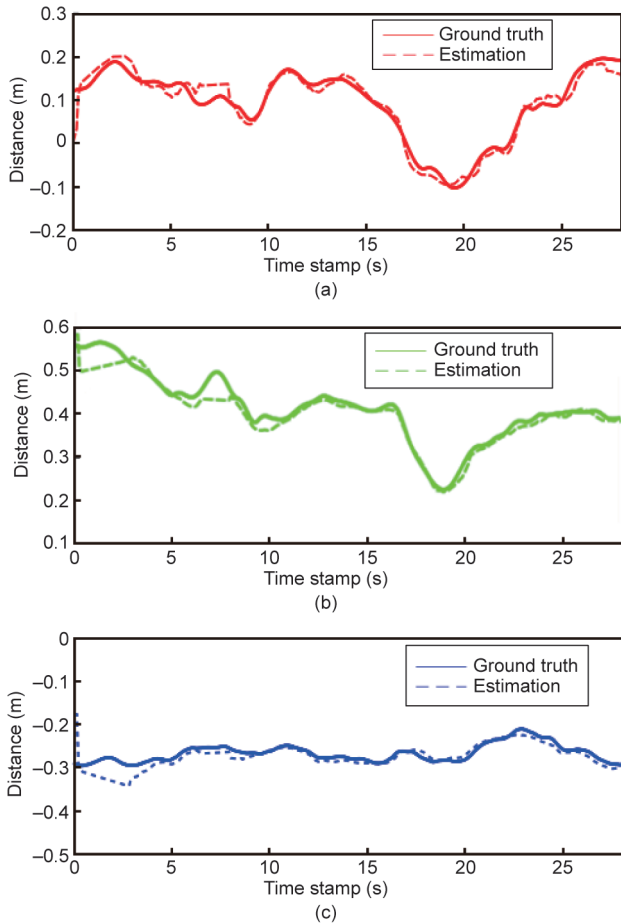 0.3
Ground truth
0.2
Estimation
0.1
0
–0.1
–0.2
Distance (m)
0 5 10 15 20 25
Time stamp (s)
(a)
0.6
Ground truth
0.5
Estimation
0.4
0.3
0.2
0.1
Distance (m)
0 5 10 15 20 25
Time stamp (s)
(b)
0
Ground truth
–0.1
Estimation
–0.2
–0.3
–0.4
–0.5
Distance (m)
0 5 10 15 20 25
Time stamp (s)
(c)